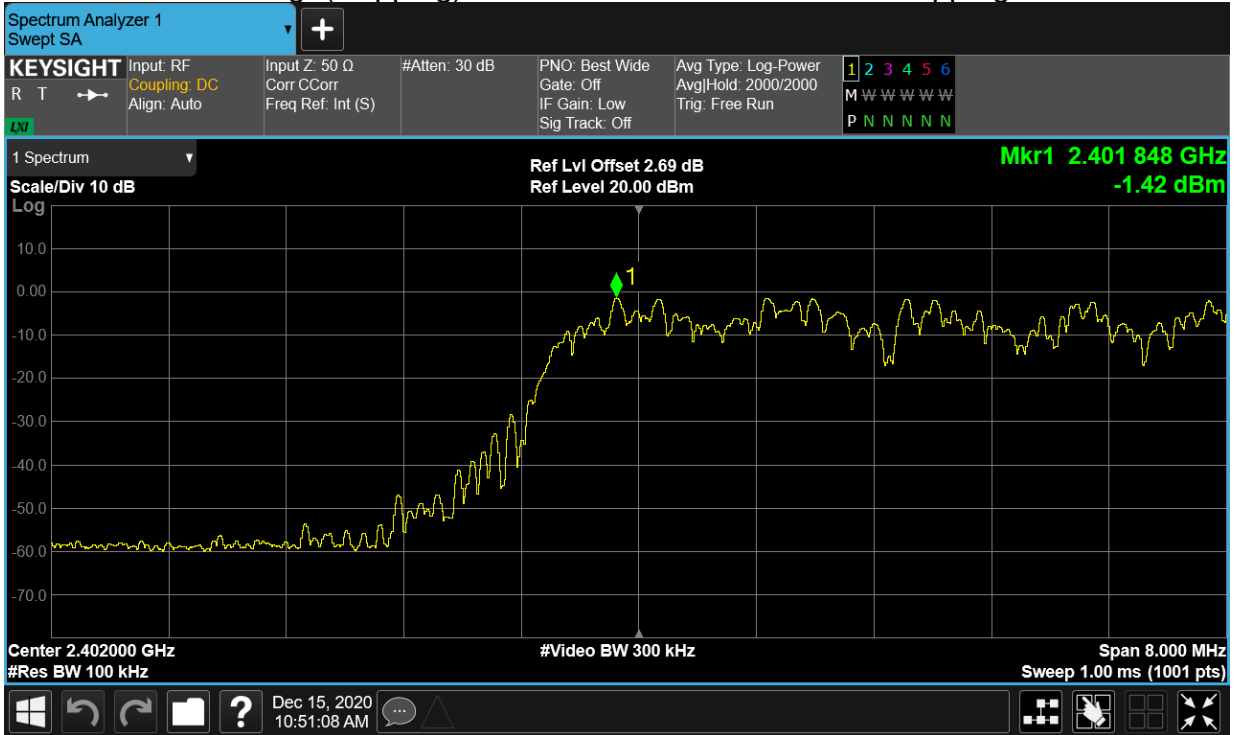 Spectrum Analyzer 1
Swept SA
KEYSIGHT
R T
LXI
Input: RF
Coupling: DC
Align: Auto
Input Z: 50 Ω
Corr CCorr
Freq Ref: Int (S)
#Atten: 30 dB
PNO: Best Wide
Gate: Off
IF Gain: Low
Sig Track: Off
Avg Type: Log-Power
Avg|Hold: 2000/2000
Trig: Free Run
1 2 3 4 5 6
M W W W W W
P N N N N N
1 Spectrum
Scale/Div 10 dB
Log
Ref Lvl Offset 2.69 dB
Ref Level 20.00 dBm
Mkr1 2.401 848 GHz
-1.42 dBm
10.0
0.00
-10.0
-20.0
-30.0
-40.0
-50.0
-60.0
-70.0
1
Center 2.402000 GHz
#Res BW 100 kHz
#Video BW 300 kHz
Span 8.000 MHz
Sweep 1.00 ms (1001 pts)
?
Dec 15, 2020
10:51:08 AM